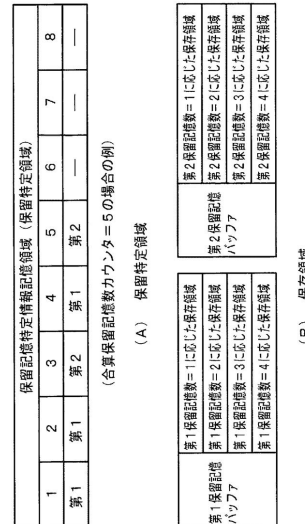 保留記憶特定情報記憶領域（保留特定領域）
1 2 3 4 5 6 7 8
第1 第1 第2 第1 第2 — — —
（合算保留記憶数カウンタ＝5の場合の例）
（A） 保留特定領域
第1保留記憶バッファ
第1保留記憶数＝1に応じた保存領域
第1保留記憶数＝2に応じた保存領域
第1保留記憶数＝3に応じた保存領域
第1保留記憶数＝4に応じた保存領域
第2保留記憶バッファ
第2保留記憶数＝1に応じた保存領域
第2保留記憶数＝2に応じた保存領域
第2保留記憶数＝3に応じた保存領域
第2保留記憶数＝4に応じた保存領域
（B） 保存領域